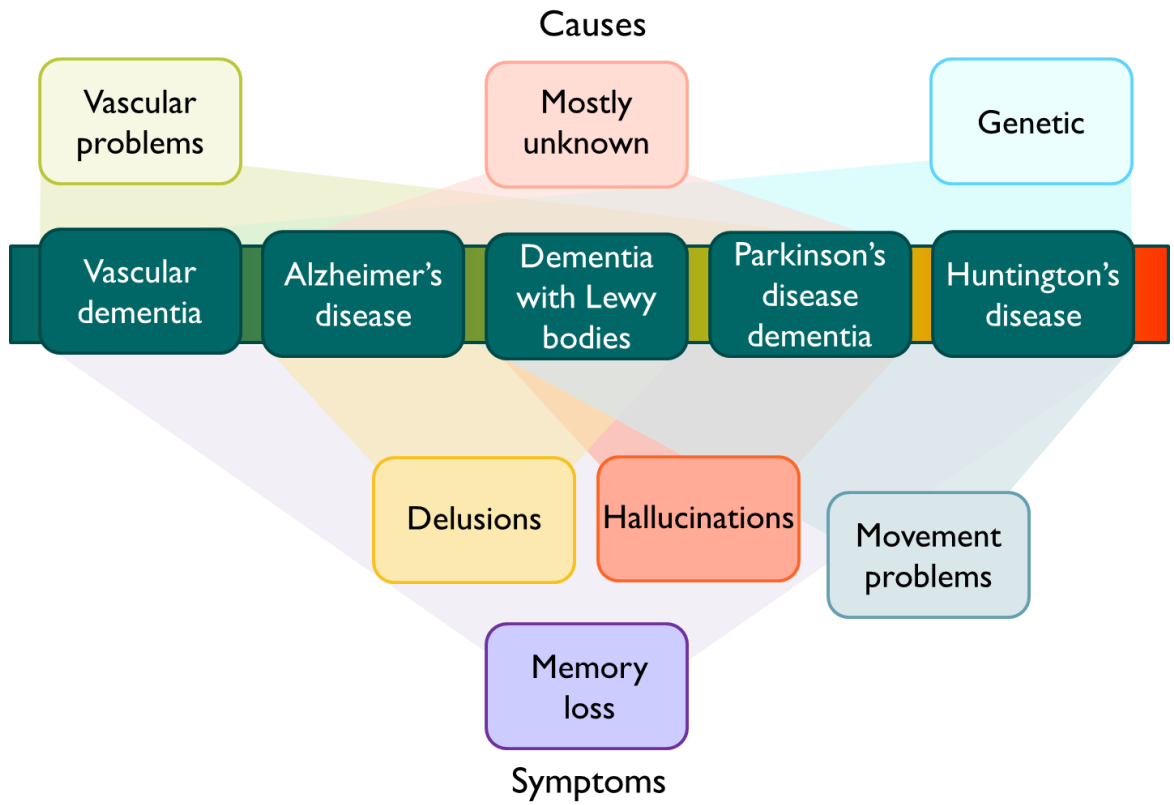 Causes
Vascular
problems
Mostly
unknown
Genetic
Vascular
dementia
Alzheimer’s
disease
Dementia
with Lewy
bodies
Parkinson’s
disease
dementia
Huntington’s
disease
Delusions
Hallucinations
Movement
problems
Memory
loss
Symptoms